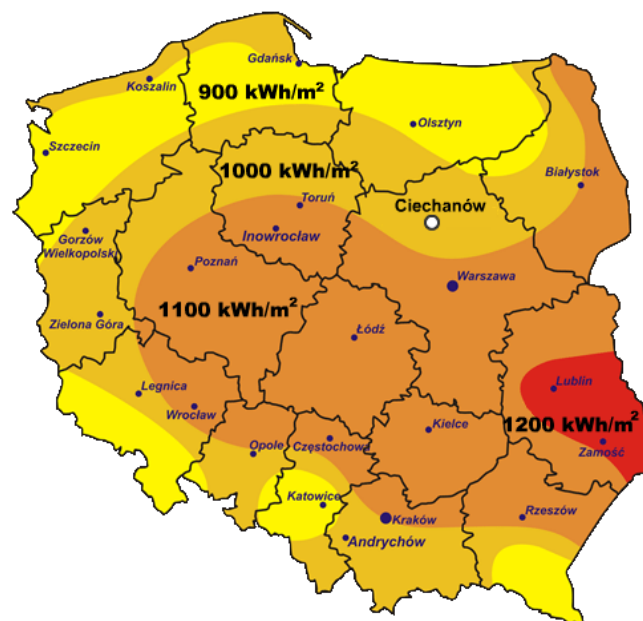 Gdańsk
Koszalin
900 kWh/m²
Olsztyn
Szczecin
1000 kWh/m²
Białystok
Toruń
Ciechanów
Gorzów
Wielkopolski
Inowrocław
Poznań
Warszawa
1100 kWh/m²
Zielona Góra
Łódź
Legnica
Lublin
Wrocław
1200 kWh/m²
Kielce
Opole
Częstochowa
Zamość
Katowice
Kraków
Rzeszów
Andrychów